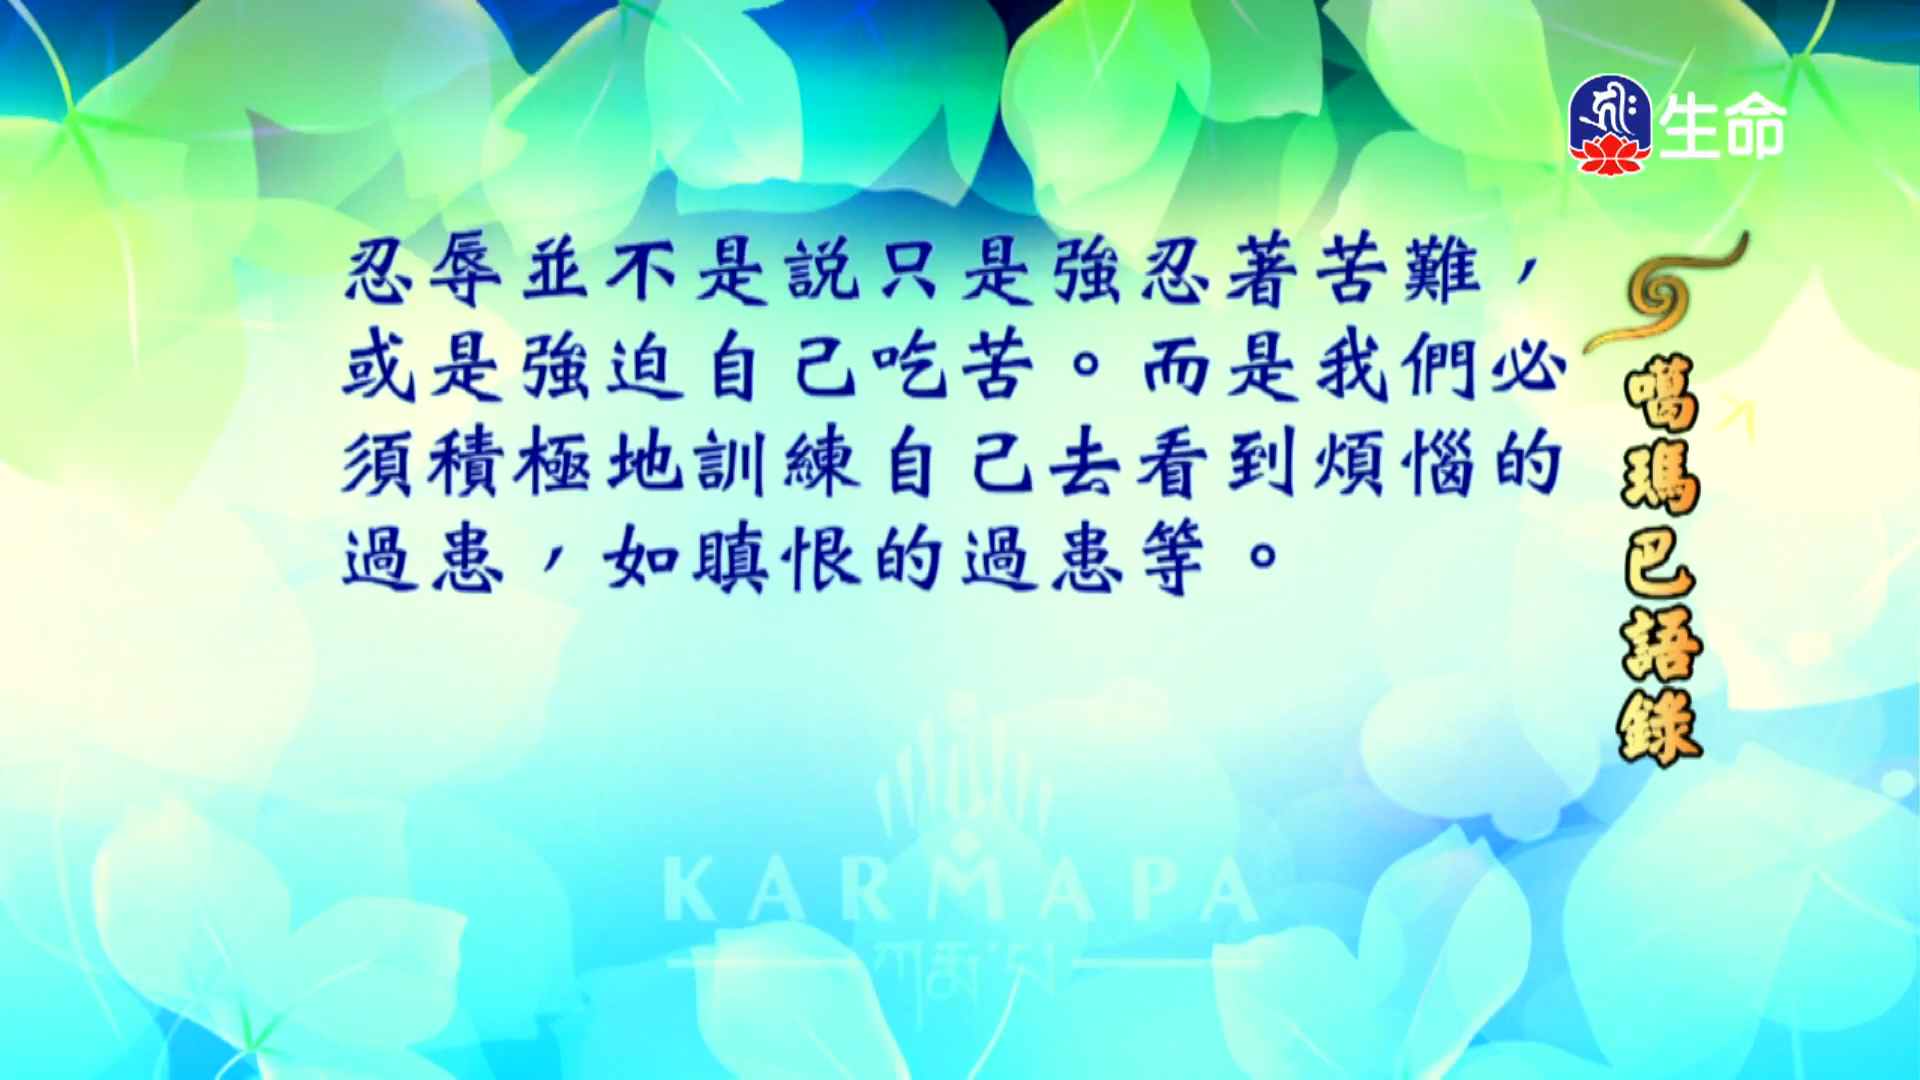 生命
忍辱並不是説只是強忍著苦難，
或是強迫自己吃苦。而是我們必
須積極地訓練自己去看到煩惱的
過患，如瞋恨的過患等。
噶瑪巴語錄
KARMAPA
ཀརྨ་པ